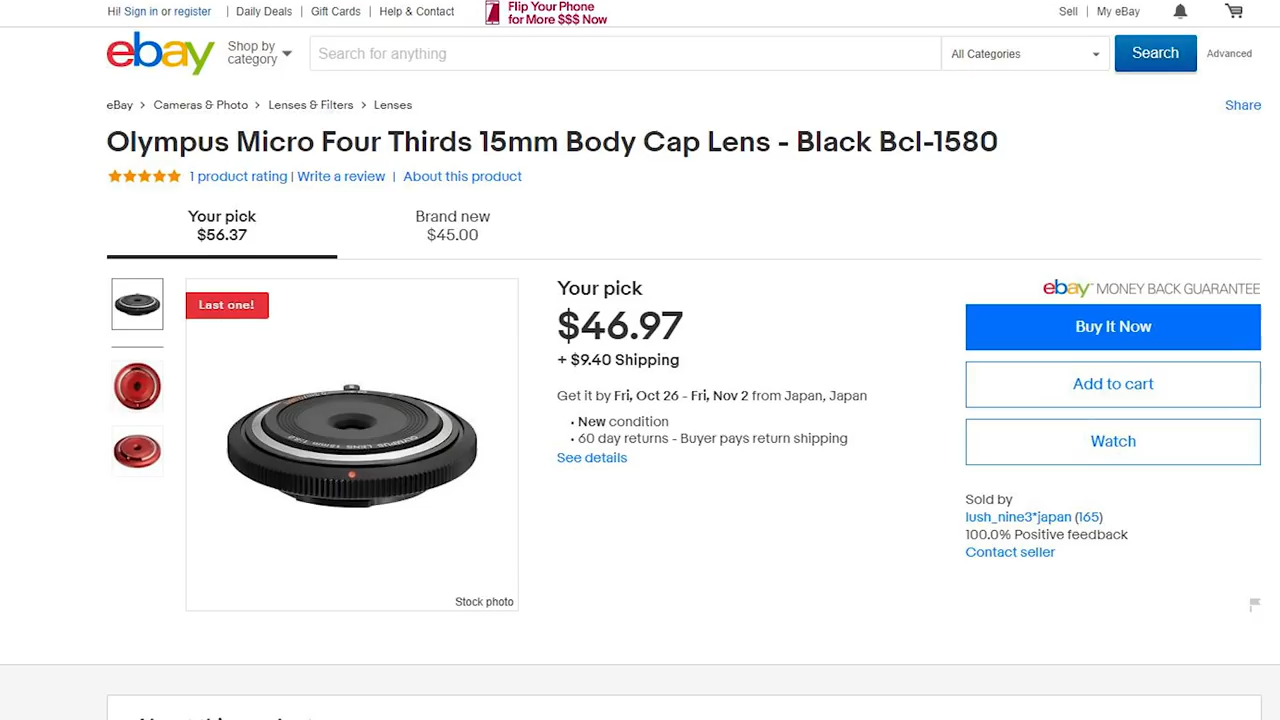 Hi! Sign in or register | Daily Deals | Gift Cards | Help & Contact
Flip Your Phone
for More $$$ Now
Sell | My eBay
ebay
Shop by
category
Search for anything
All Categories
Search
Advanced
eBay > Cameras & Photo > Lenses & Filters > Lenses
Share
Olympus Micro Four Thirds 15mm Body Cap Lens - Black Bcl-1580
1 product rating | Write a review | About this product
Your pick
$56.37
Brand new
$45.00
Last one!
Stock photo
Your pick
$46.97
+ $9.40 Shipping
Get it by Fri, Oct 26 - Fri, Nov 2 from Japan, Japan
• New condition
• 60 day returns - Buyer pays return shipping
See details
ebay MONEY BACK GUARANTEE
Buy It Now
Add to cart
Watch
Sold by
lush_nine3*japan (165)
100.0% Positive feedback
Contact seller